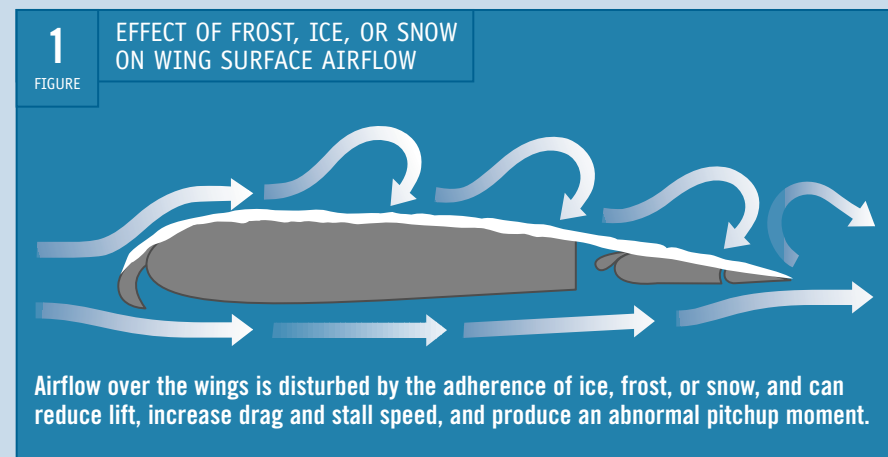 1
FIGURE
EFFECT OF FROST, ICE, OR SNOW
ON WING SURFACE AIRFLOW
Airflow over the wings is disturbed by the adherence of ice, frost, or snow, and can
reduce lift, increase drag and stall speed, and produce an abnormal pitchup moment.